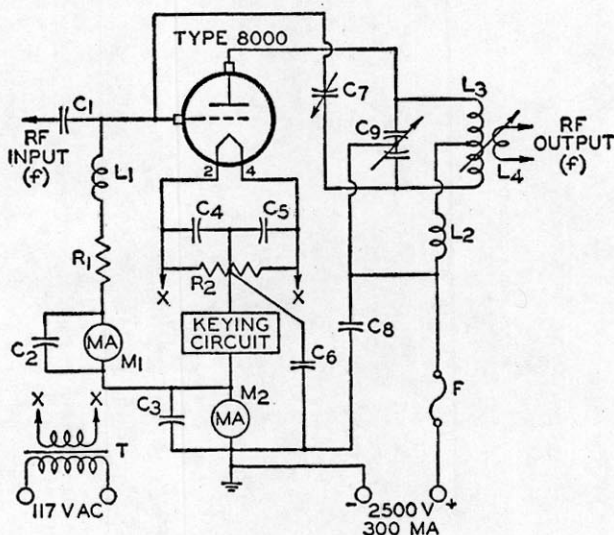 TYPE 8000
C1
C7
L3
C9
RF
INPUT
(f)
RF
OUTPUT
(f)
L1
L4
2
4
C4
C5
L2
R1
X
R2
X
KEYING
CIRCUIT
C2
MA
M1
C6
C8
X
X
C3
M2
MA
F
T
117 V AC
-
2500 V
+
300 MA